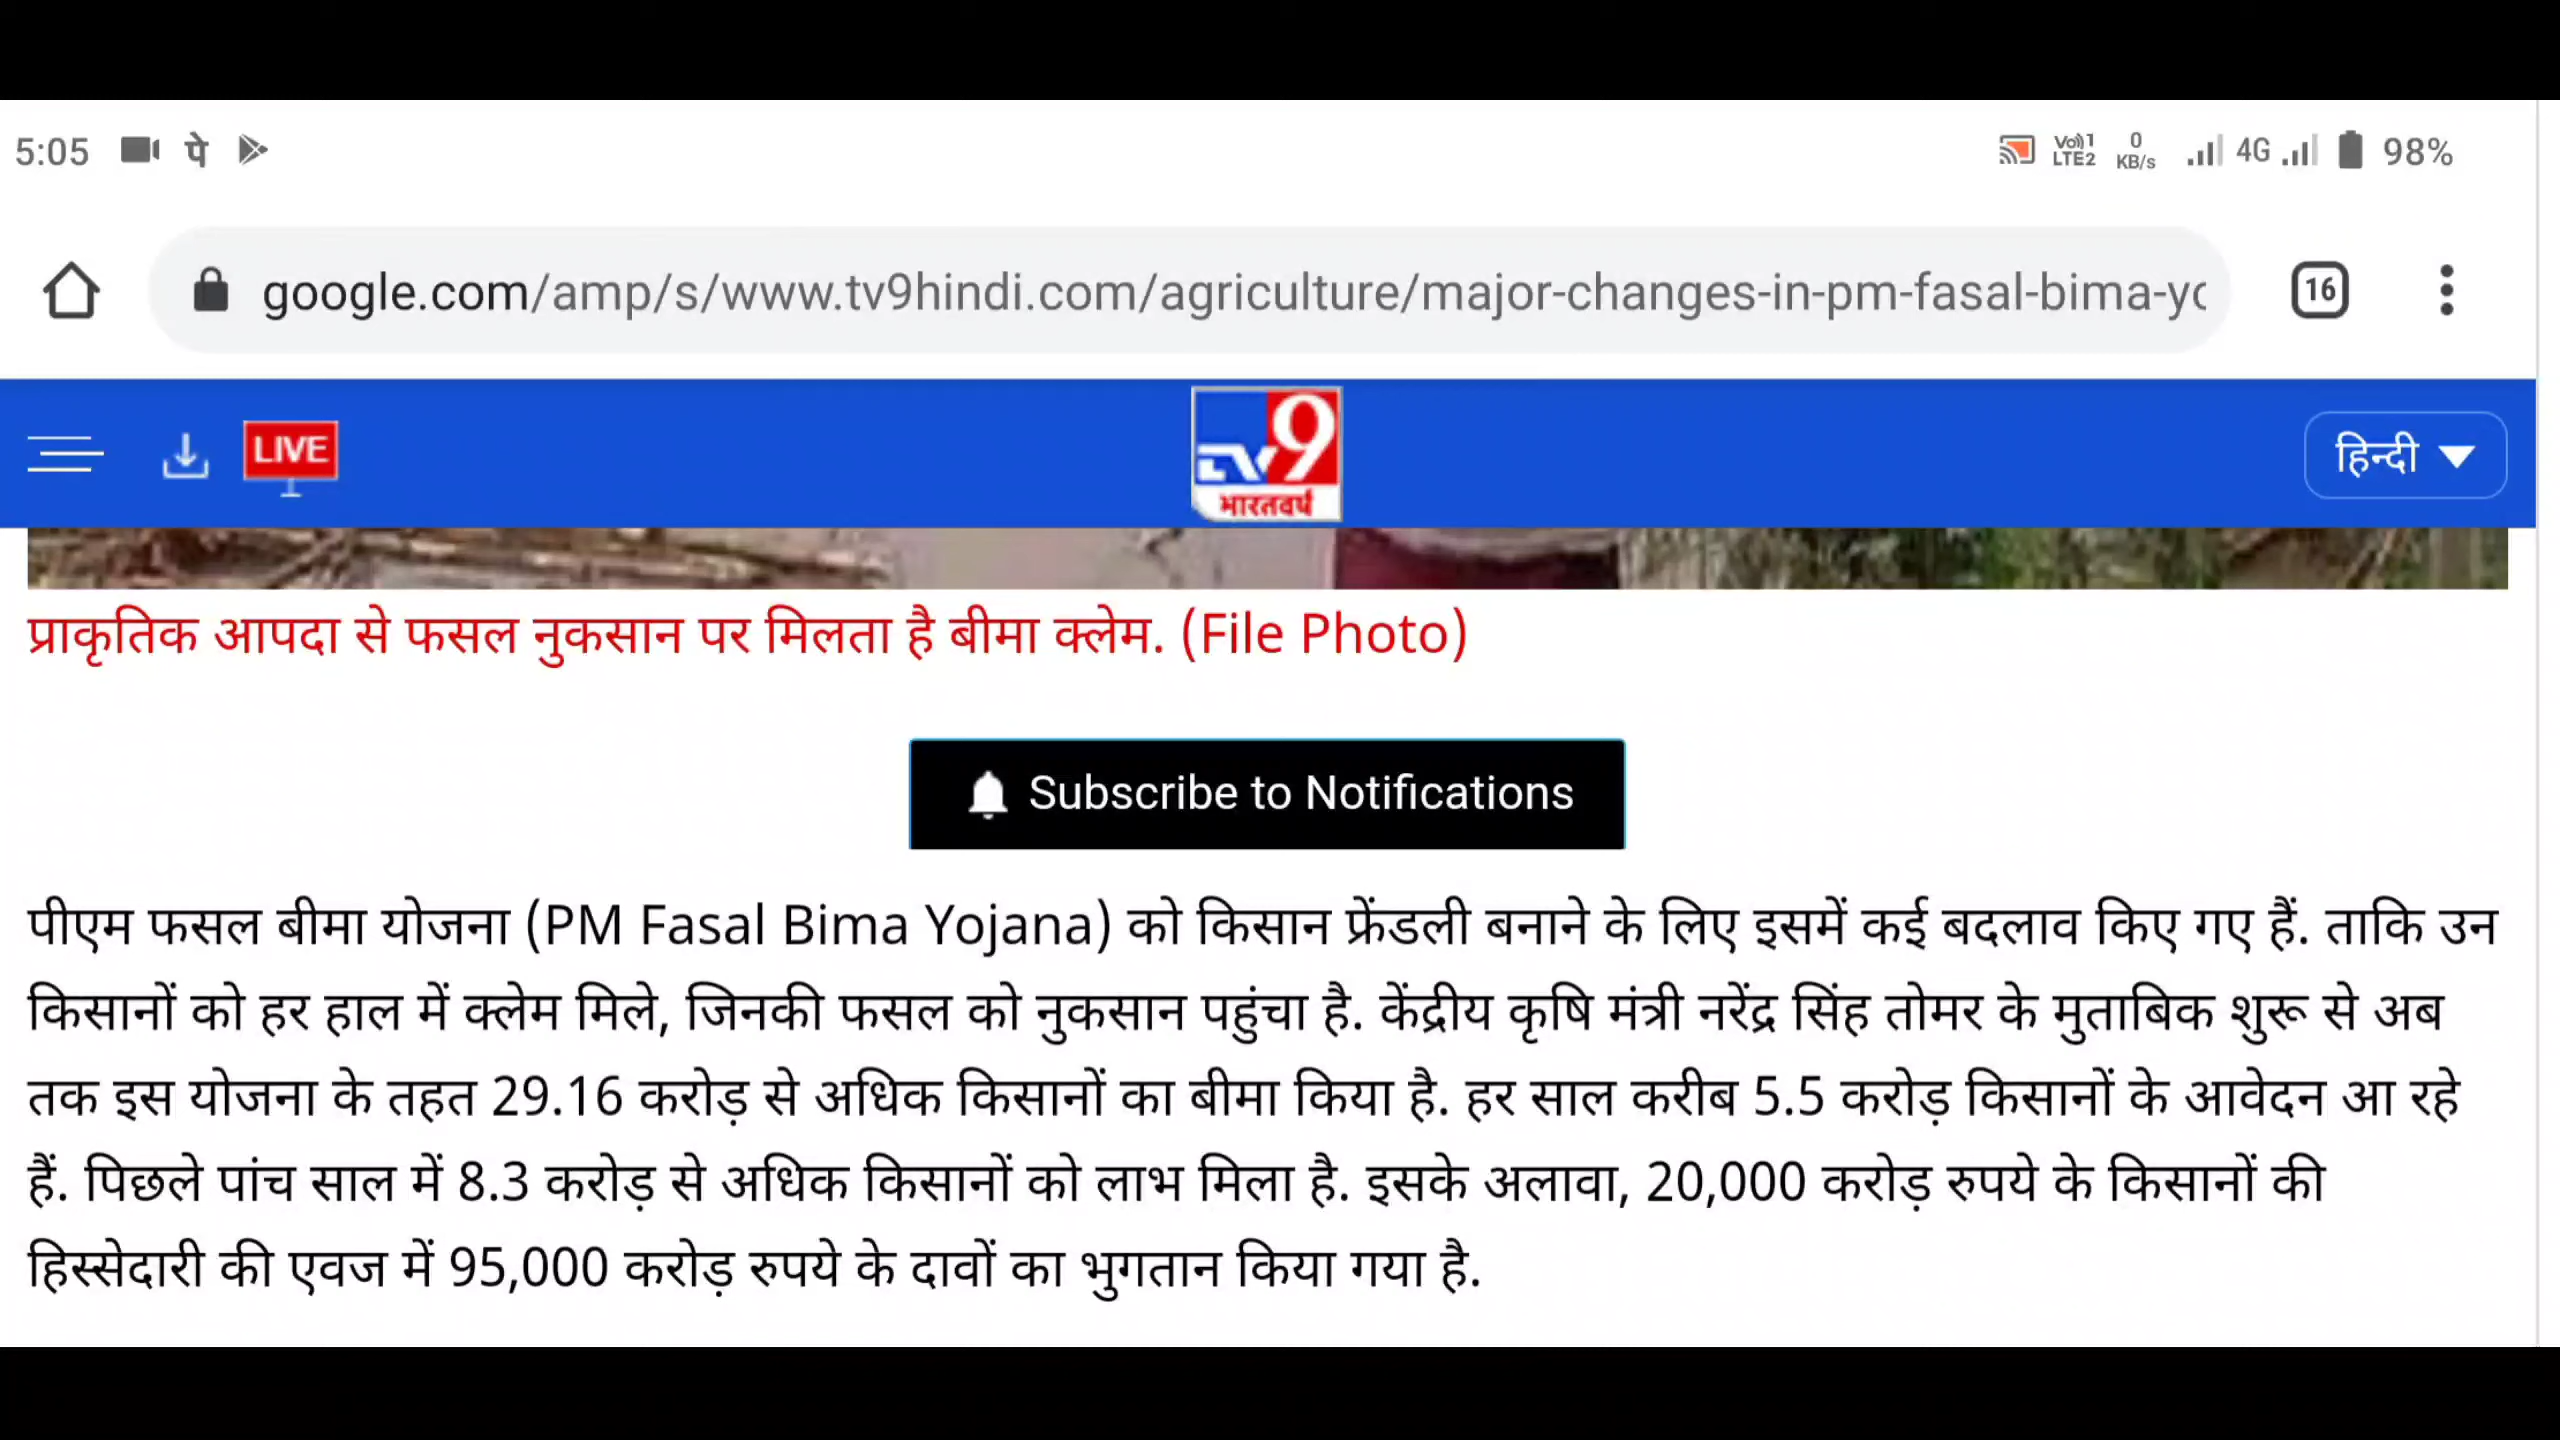 5:05 पे Vo)) 1 LTE2 0 KB/s 4G 98%
google.com/amp/s/www.tv9hindi.com/agriculture/major-changes-in-pm-fasal-bima-yo 16
LIVE TV9 भारतवर्ष हिन्दी
प्राकृतिक आपदा से फसल नुकसान पर मिलता है बीमा क्लेम. (File Photo)
Subscribe to Notifications
पीएम फसल बीमा योजना (PM Fasal Bima Yojana) को किसान फ्रेंडली बनाने के लिए इसमें कई बदलाव किए गए हैं. ताकि उन
किसानों को हर हाल में क्लेम मिले, जिनकी फसल को नुकसान पहुंचा है. केंद्रीय कृषि मंत्री नरेंद्र सिंह तोमर के मुताबिक शुरू से अब
तक इस योजना के तहत 29.16 करोड़ से अधिक किसानों का बीमा किया है. हर साल करीब 5.5 करोड़ किसानों के आवेदन आ रहे
हैं. पिछले पांच साल में 8.3 करोड़ से अधिक किसानों को लाभ मिला है. इसके अलावा, 20,000 करोड़ रुपये के किसानों की
हिस्सेदारी की एवज में 95,000 करोड़ रुपये के दावों का भुगतान किया गया है.